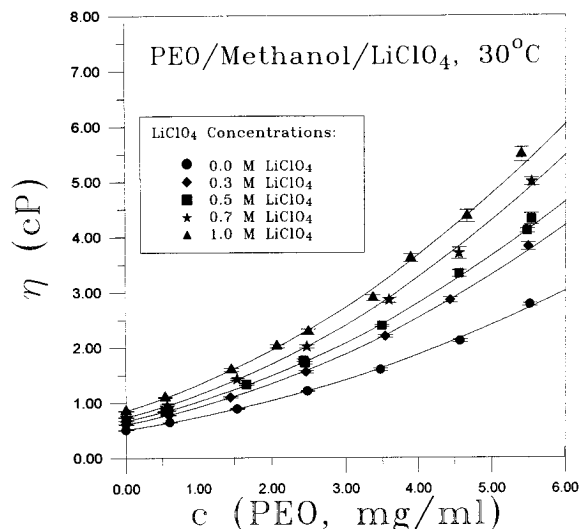 8.00
7.00
6.00
5.00
4.00
3.00
2.00
1.00
0.00
η (cP)
PEO/Methanol/LiClO₄, 30°C
LiClO₄ Concentrations:
0.0 M LiClO₄
0.3 M LiClO₄
0.5 M LiClO₄
0.7 M LiClO₄
1.0 M LiClO₄
0.00 1.00 2.00 3.00 4.00 5.00 6.00
c (PEO, mg/ml)